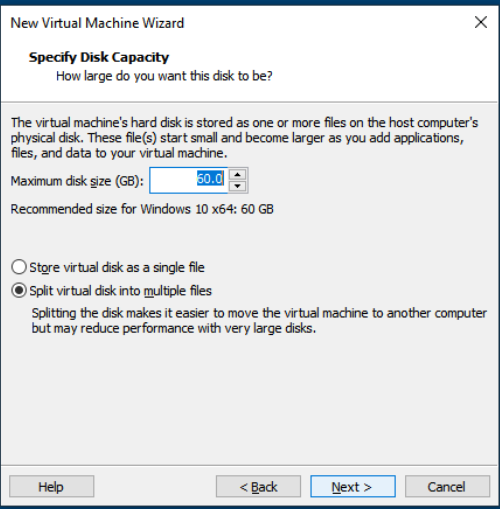 New Virtual Machine Wizard
Specify Disk Capacity
How large do you want this disk to be?
The virtual machine's hard disk is stored as one or more files on the host computer's
physical disk. These file(s) start small and become larger as you add applications,
files, and data to your virtual machine.
Maximum disk size (GB): 60.0
Recommended size for Windows 10 x64: 60 GB
Store virtual disk as a single file
Split virtual disk into multiple files
Splitting the disk makes it easier to move the virtual machine to another computer
but may reduce performance with very large disks.
Help < Back Next > Cancel